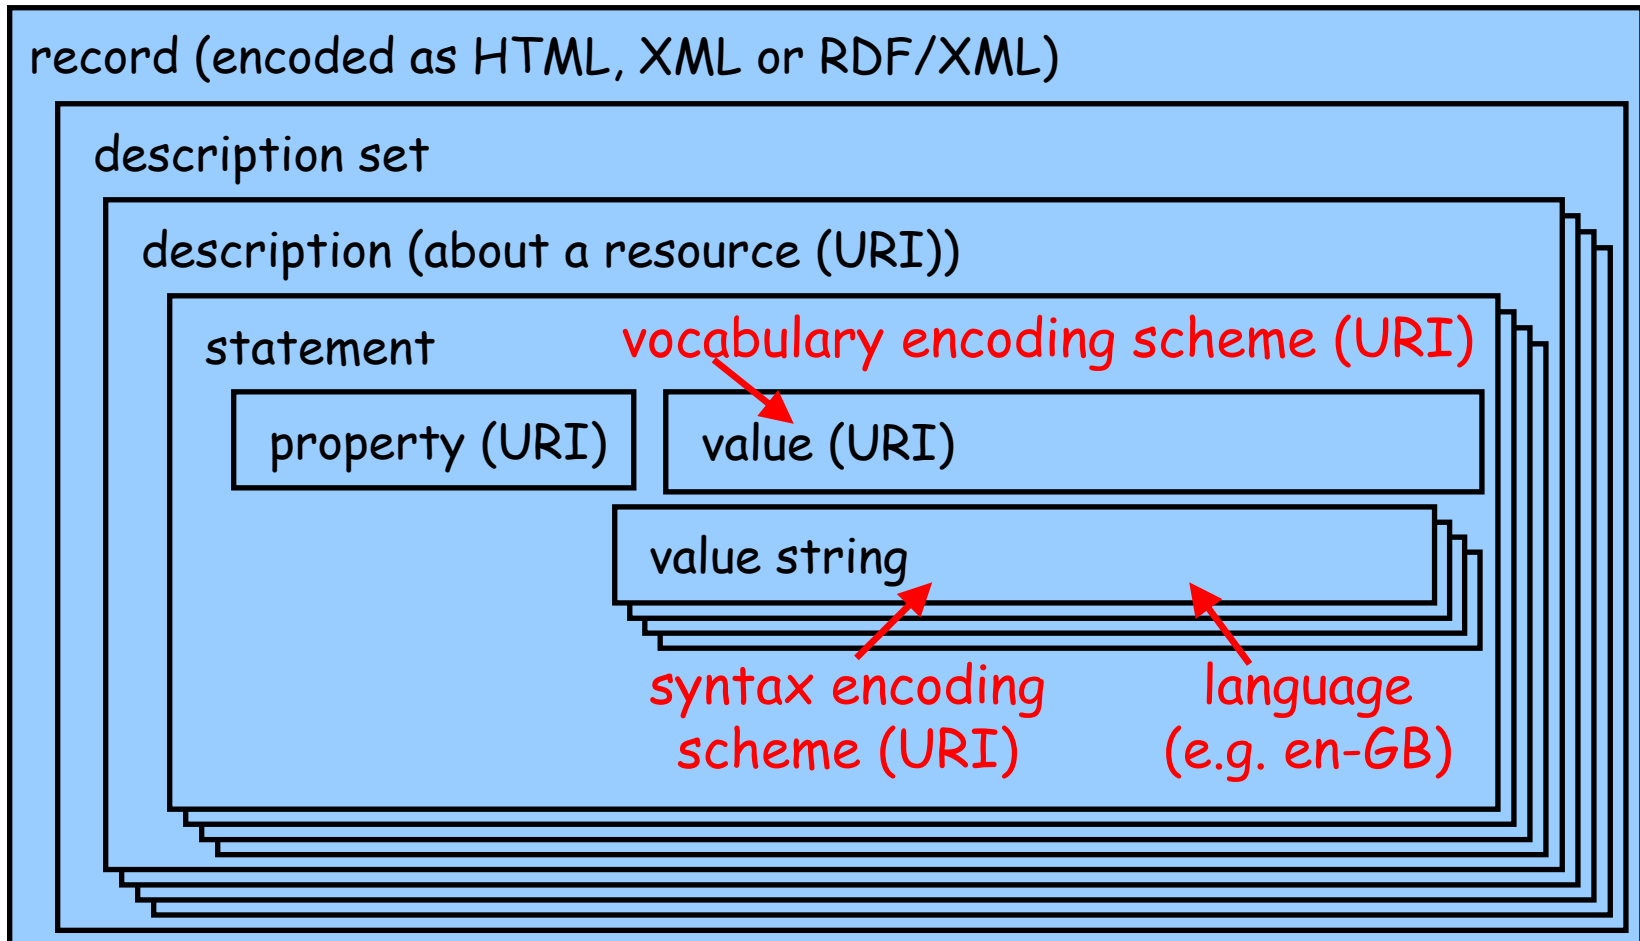 record (encoded as HTML, XML or RDF/XML)
description set
description (about a resource (URI))
statement
vocabulary encoding scheme (URI)
property (URI)
value (URI)
value string
syntax encoding
scheme (URI)
language
(e.g. en-GB)